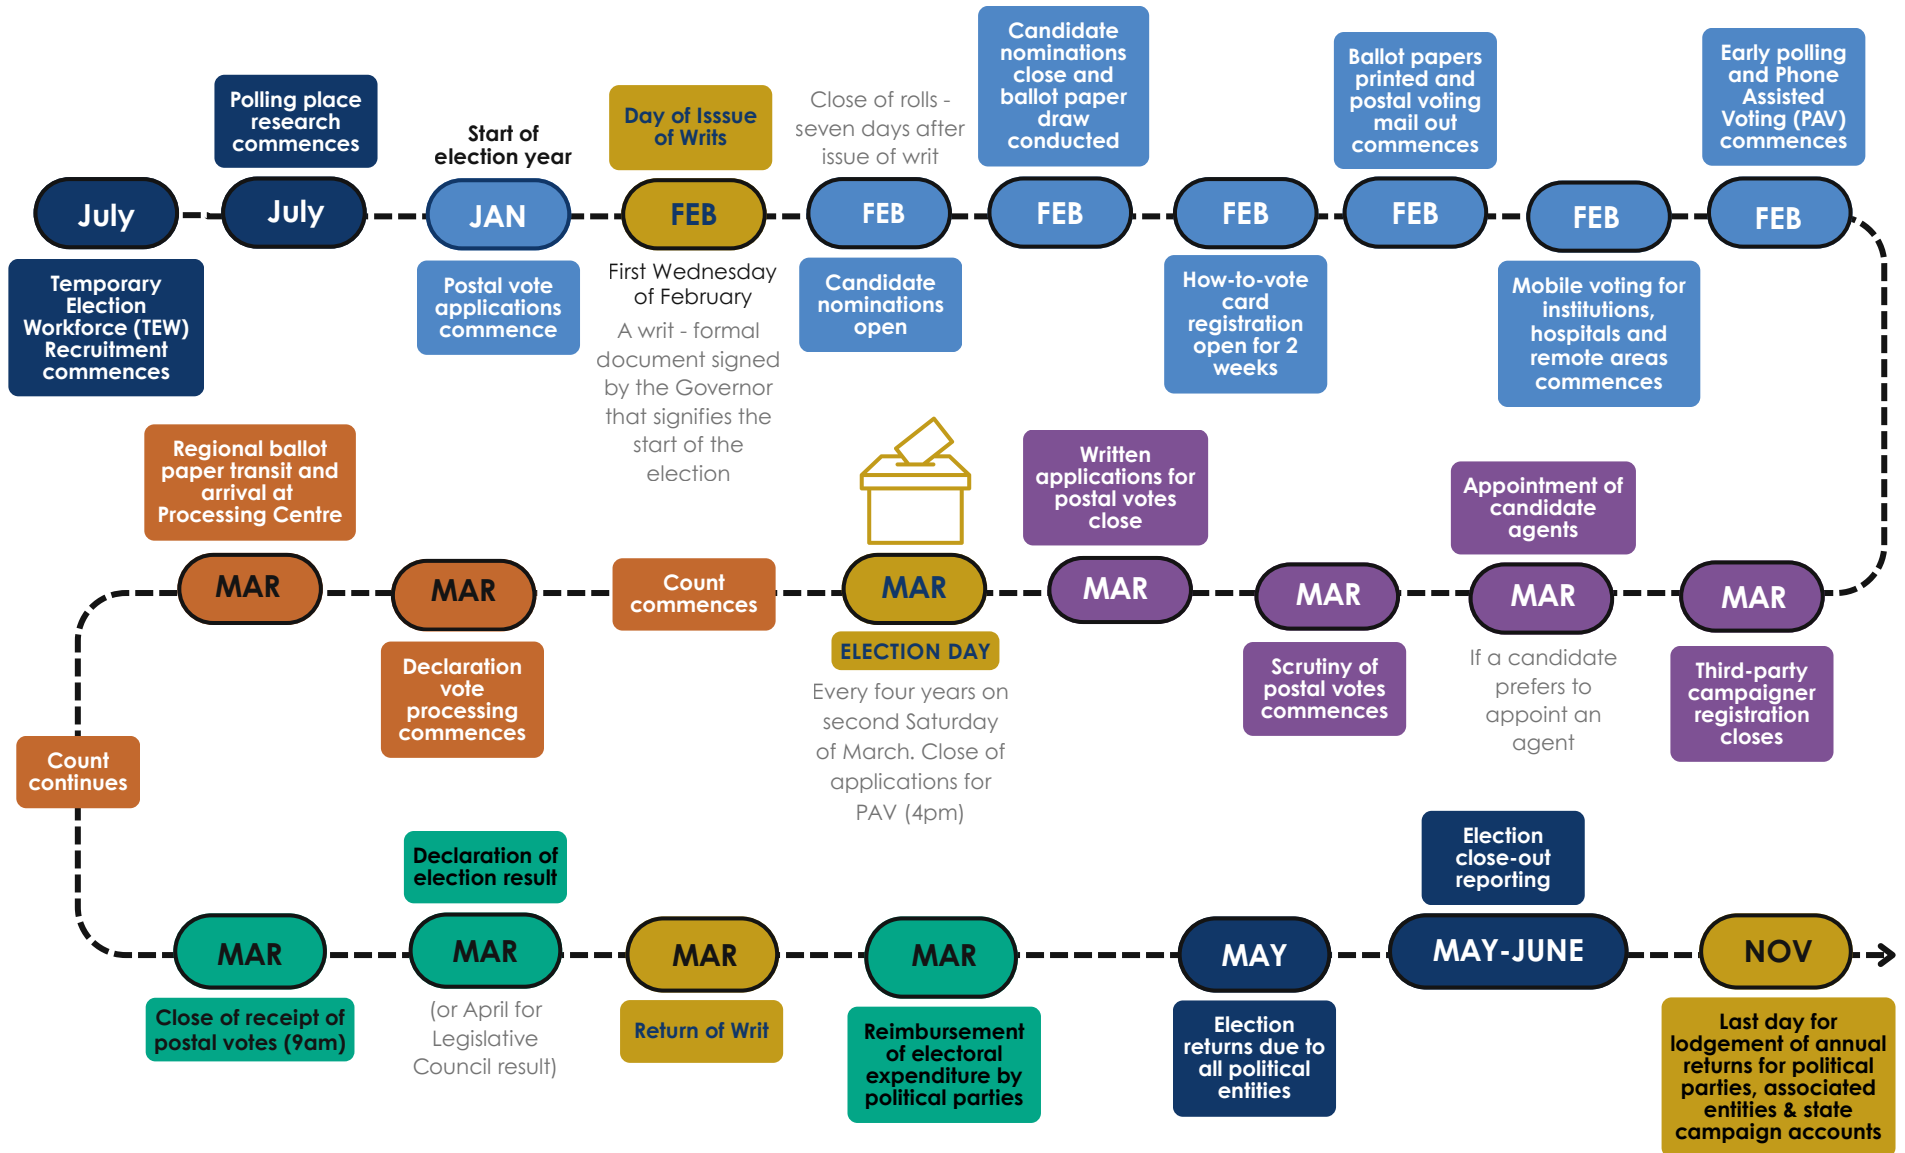 July
Temporary
Election
Workforce (TEW)
Recruitment
commences
Polling place
research
commences
July
Start of
election year
JAN
Postal vote
applications
commence
Day of Isssue
of Writs
FEB
First Wednesday
of February
A writ - formal
document signed
by the Governor
that signifies the
start of the
election
Close of rolls -
seven days after
issue of writ
FEB
Candidate
nominations
open
Candidate
nominations
close and
ballot paper
draw
conducted
FEB
FEB
How-to-vote
card
registration
open for 2
weeks
Ballot papers
printed and
postal voting
mail out
commences
FEB
FEB
Mobile voting for
institutions,
hospitals and
remote areas
commences
Early polling
and Phone
Assisted
Voting (PAV)
commences
FEB
MAR
Third-party
campaigner
registration
closes
Appointment of
candidate
agents
MAR
If a candidate
prefers to
appoint an
agent
MAR
Scrutiny of
postal votes
commences
Written
applications for
postal votes
close
MAR
MAR
ELECTION DAY
Every four years on
second Saturday
of March. Close of
applications for
PAV (4pm)
Count
commences
MAR
Declaration
vote
processing
commences
Regional ballot
paper transit and
arrival at
Processing Centre
MAR
Count
continues
MAR
Close of receipt of
postal votes (9am)
Declaration of
election result
MAR
(or April for
Legislative
Council result)
MAR
Return of Writ
MAR
Reimbursement
of electoral
expenditure by
political parties
MAY
Election
returns due to
all political
entities
Election
close-out
reporting
MAY-JUNE
NOV
Last day for
lodgement of annual
returns for political
parties, associated
entities & state
campaign accounts